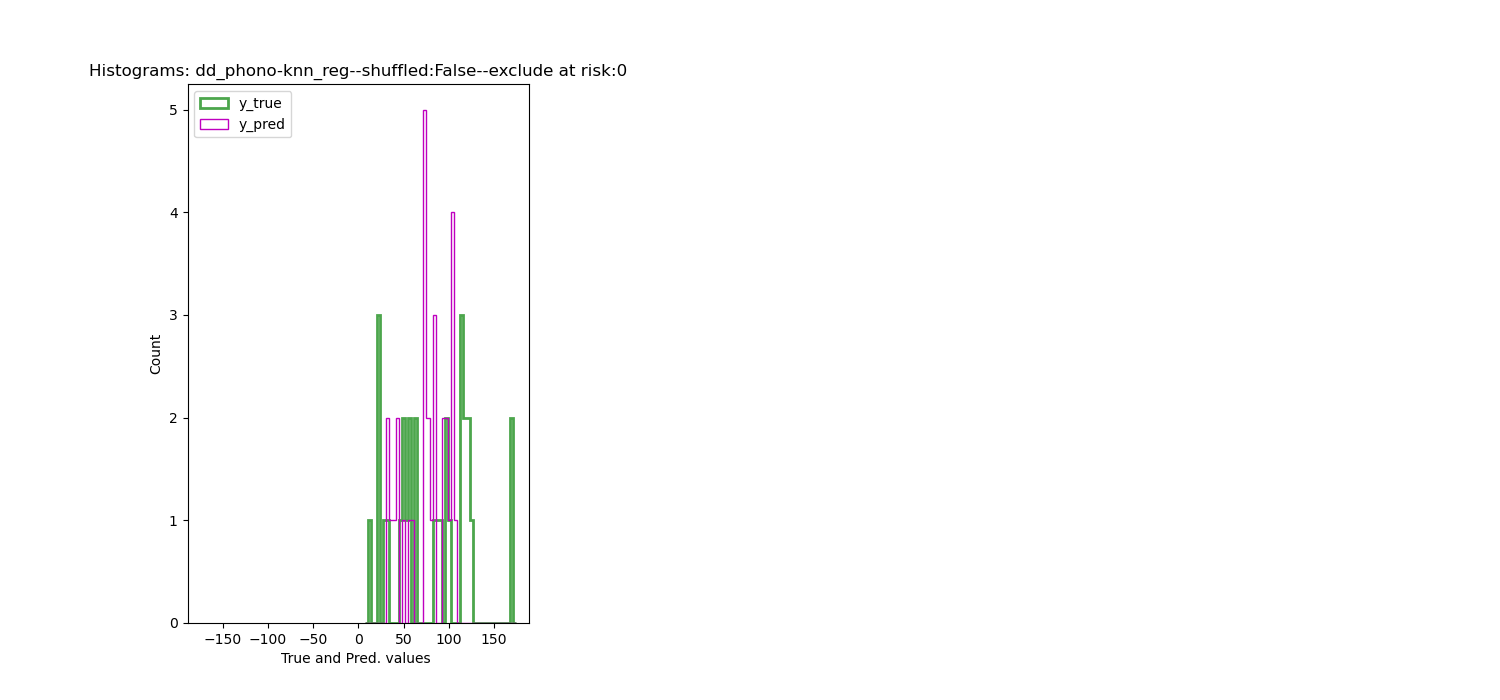 Histograms: dd_phono-knn_reg--shuffled:False--exclude at risk:0
y_true
y_pred
5
4
3
2
1
0
Count
−150 −100 −50 0 50 100 150
True and Pred. values